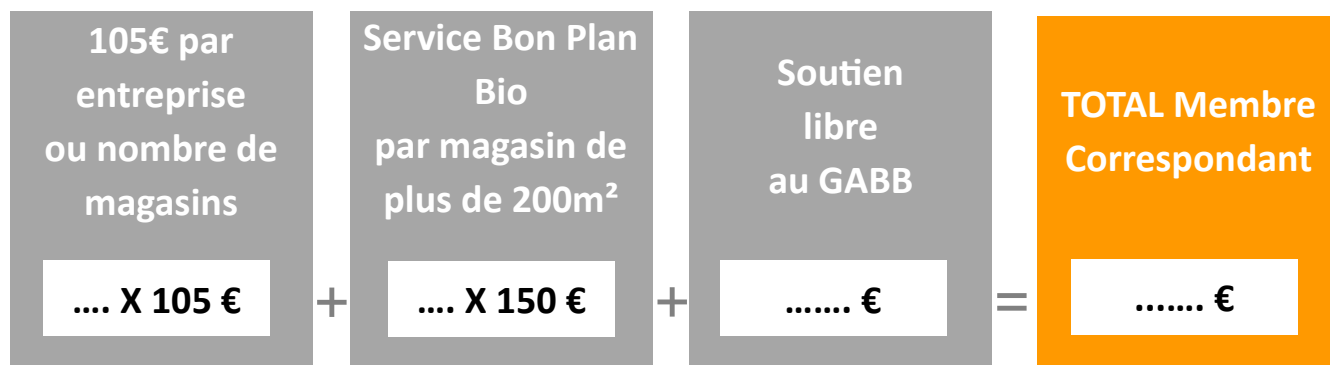 105€ par
entreprise
ou nombre de
magasins
…. X 105 €
+
Service Bon Plan
Bio
par magasin de
plus de 200m²
…. X 150 €
+
Soutien
libre
au GABB
……. €
=
TOTAL Membre
Correspondant
..….. €